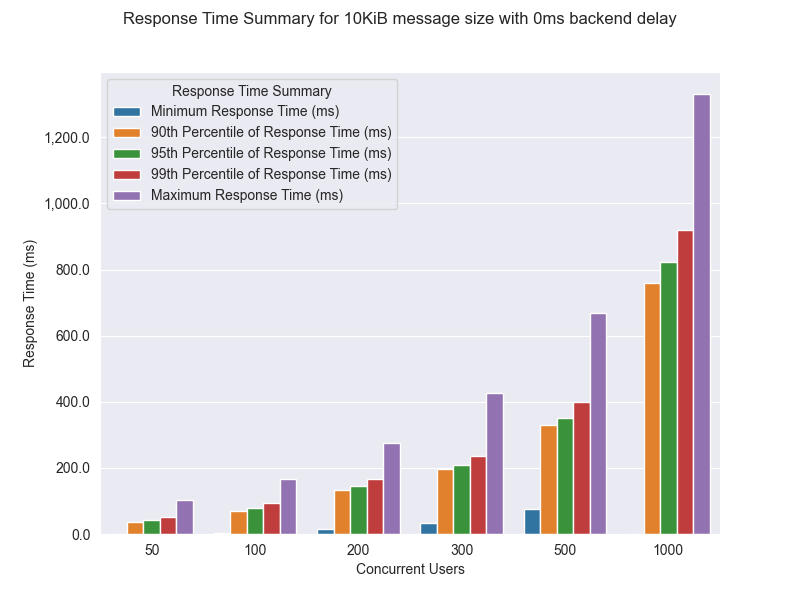 Response Time Summary for 10KiB message size with 0ms backend delay
Response Time Summary
Minimum Response Time (ms)
90th Percentile of Response Time (ms)
95th Percentile of Response Time (ms)
99th Percentile of Response Time (ms)
Maximum Response Time (ms)
Response Time (ms)
1,200.0
1,000.0
800.0
600.0
400.0
200.0
0.0
50 100 200 300 500 1000
Concurrent Users